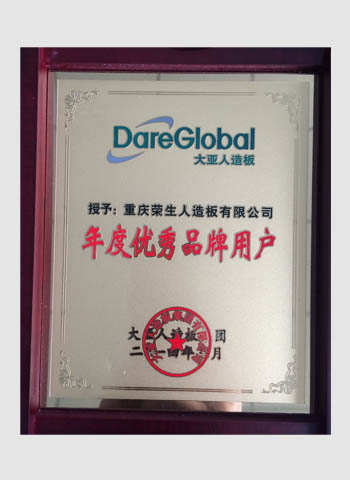 DareGlobal
大亚人造板
授予：重庆荣生人造板有限公司
年度优秀品牌用户
大亚人造板集团
二〇一四年 月